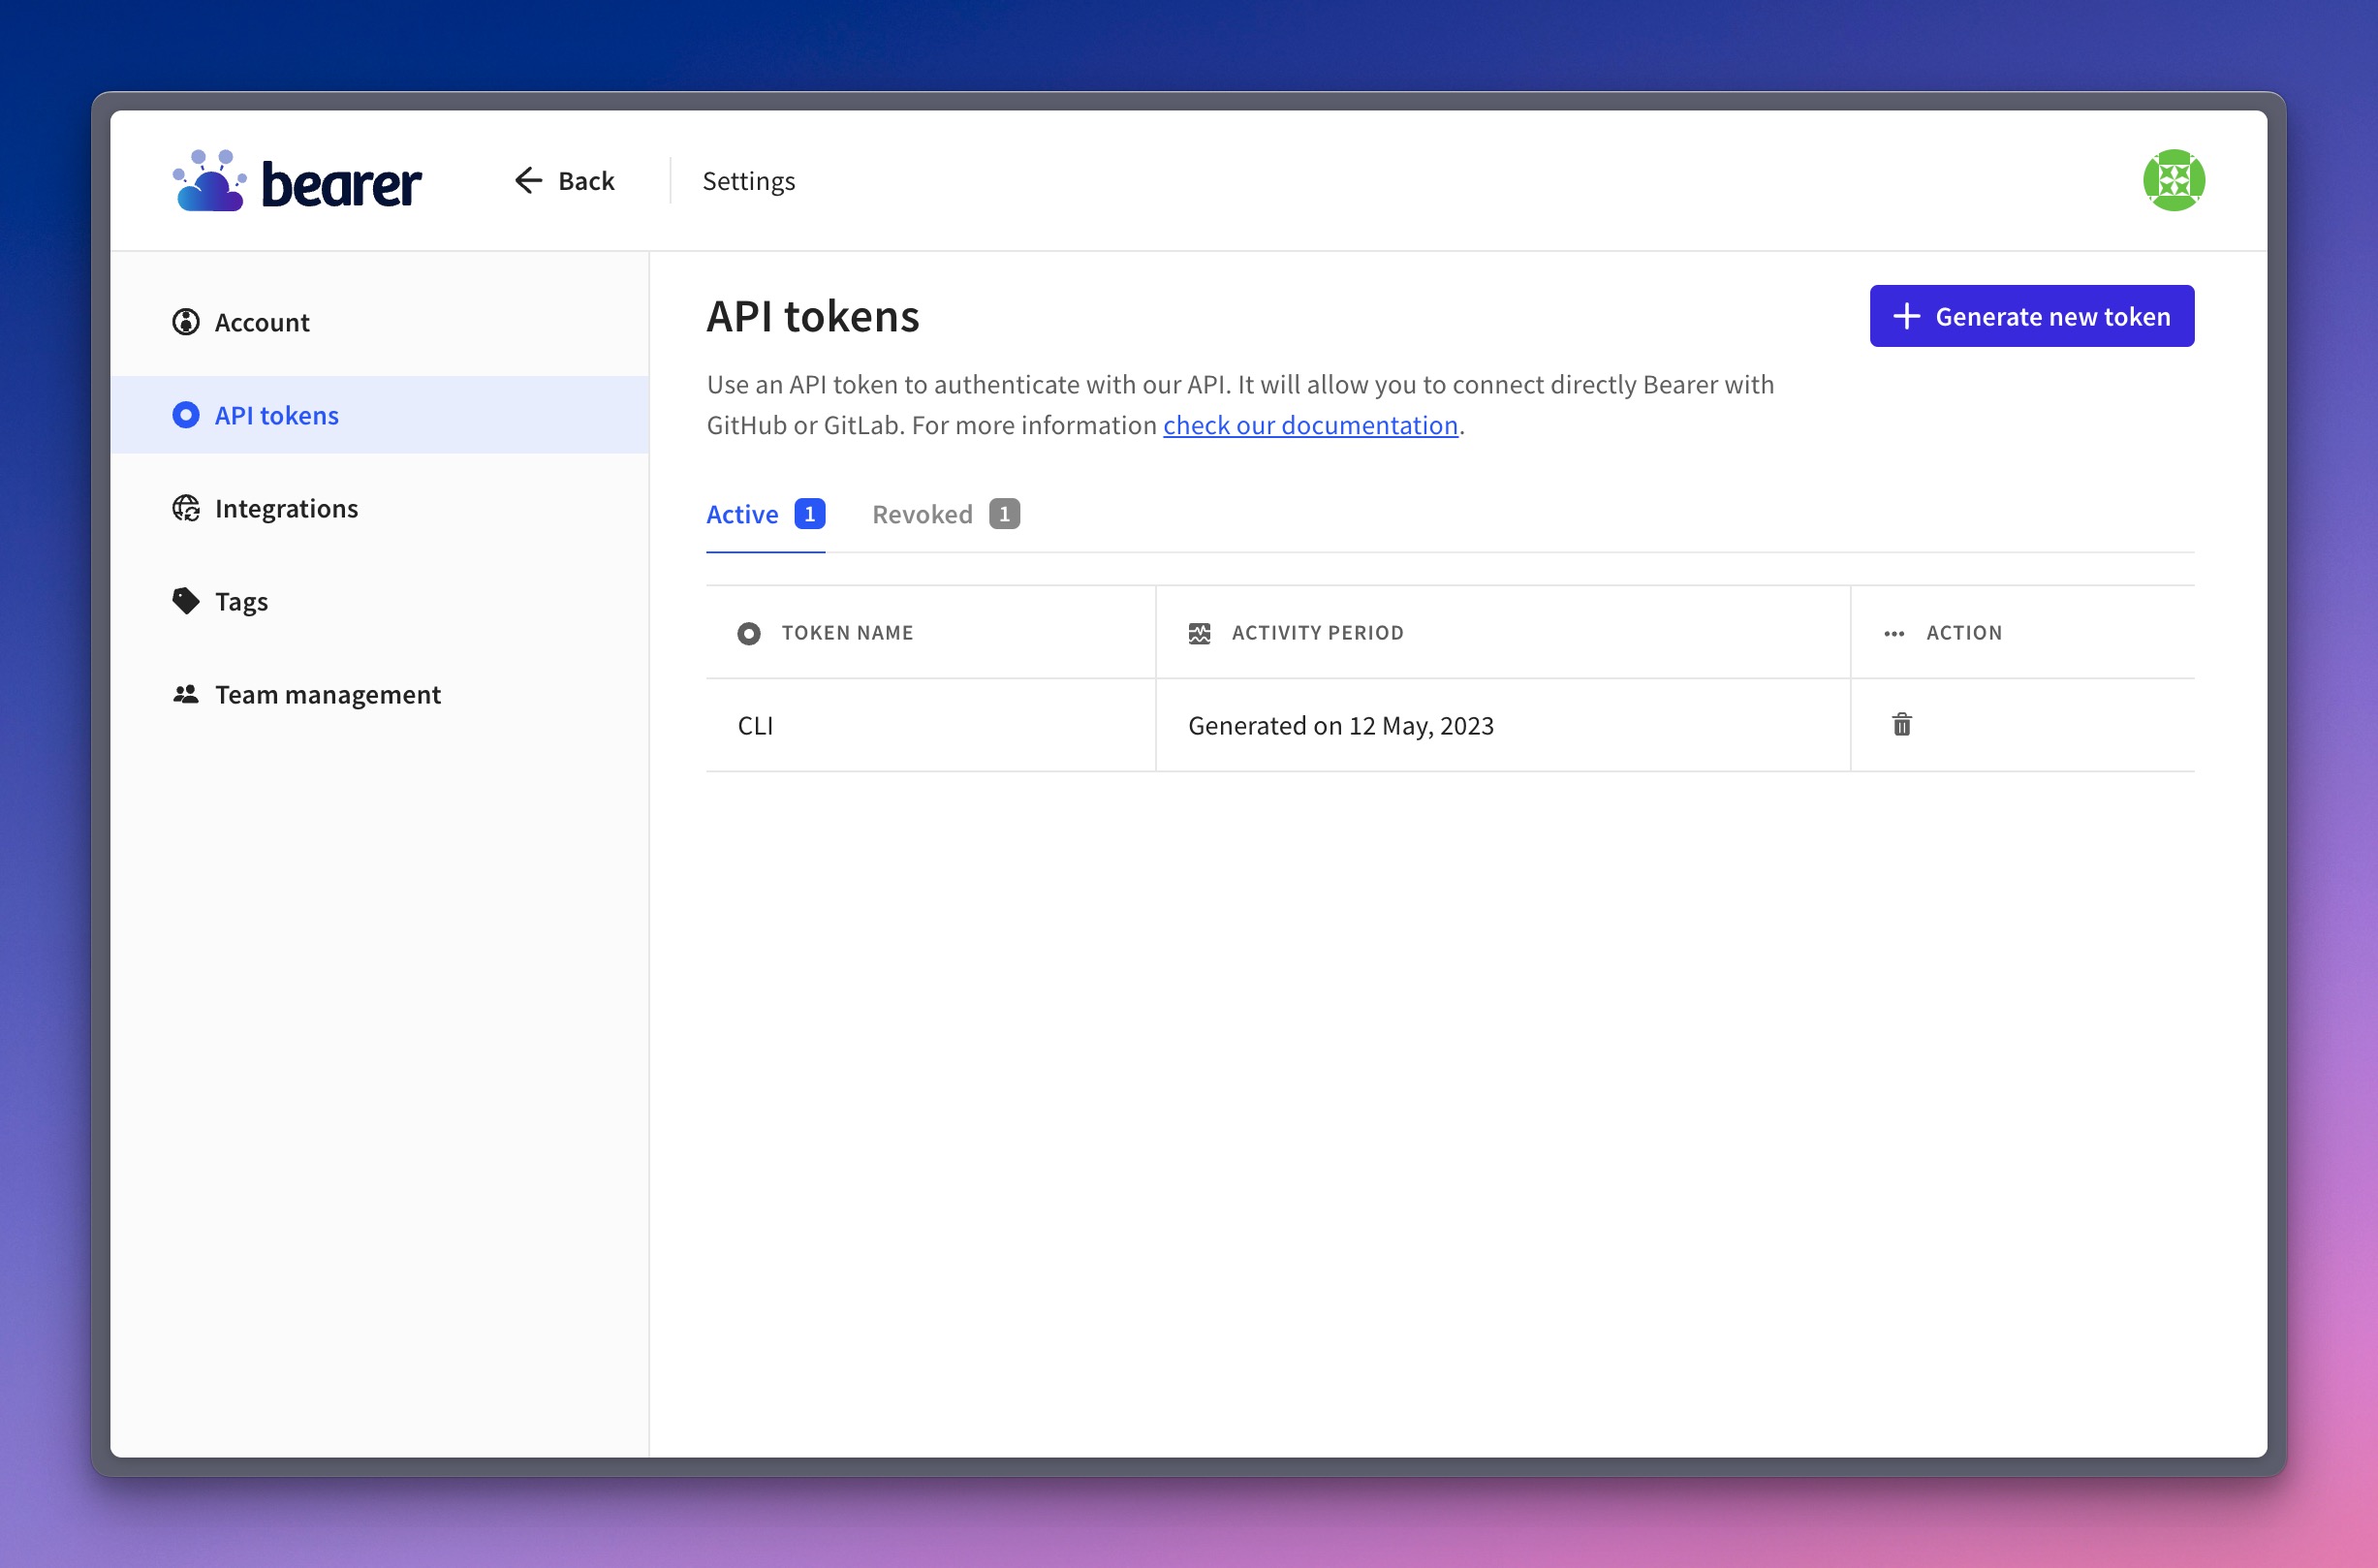 bearer
Back
Settings
Account
API tokens
Integrations
Tags
Team management
API tokens
Generate new token
Use an API token to authenticate with our API. It will allow you to connect directly Bearer with
GitHub or GitLab. For more information check our documentation.
Active 1 Revoked 1
TOKEN NAME ACTIVITY PERIOD ACTION
CLI Generated on 12 May, 2023